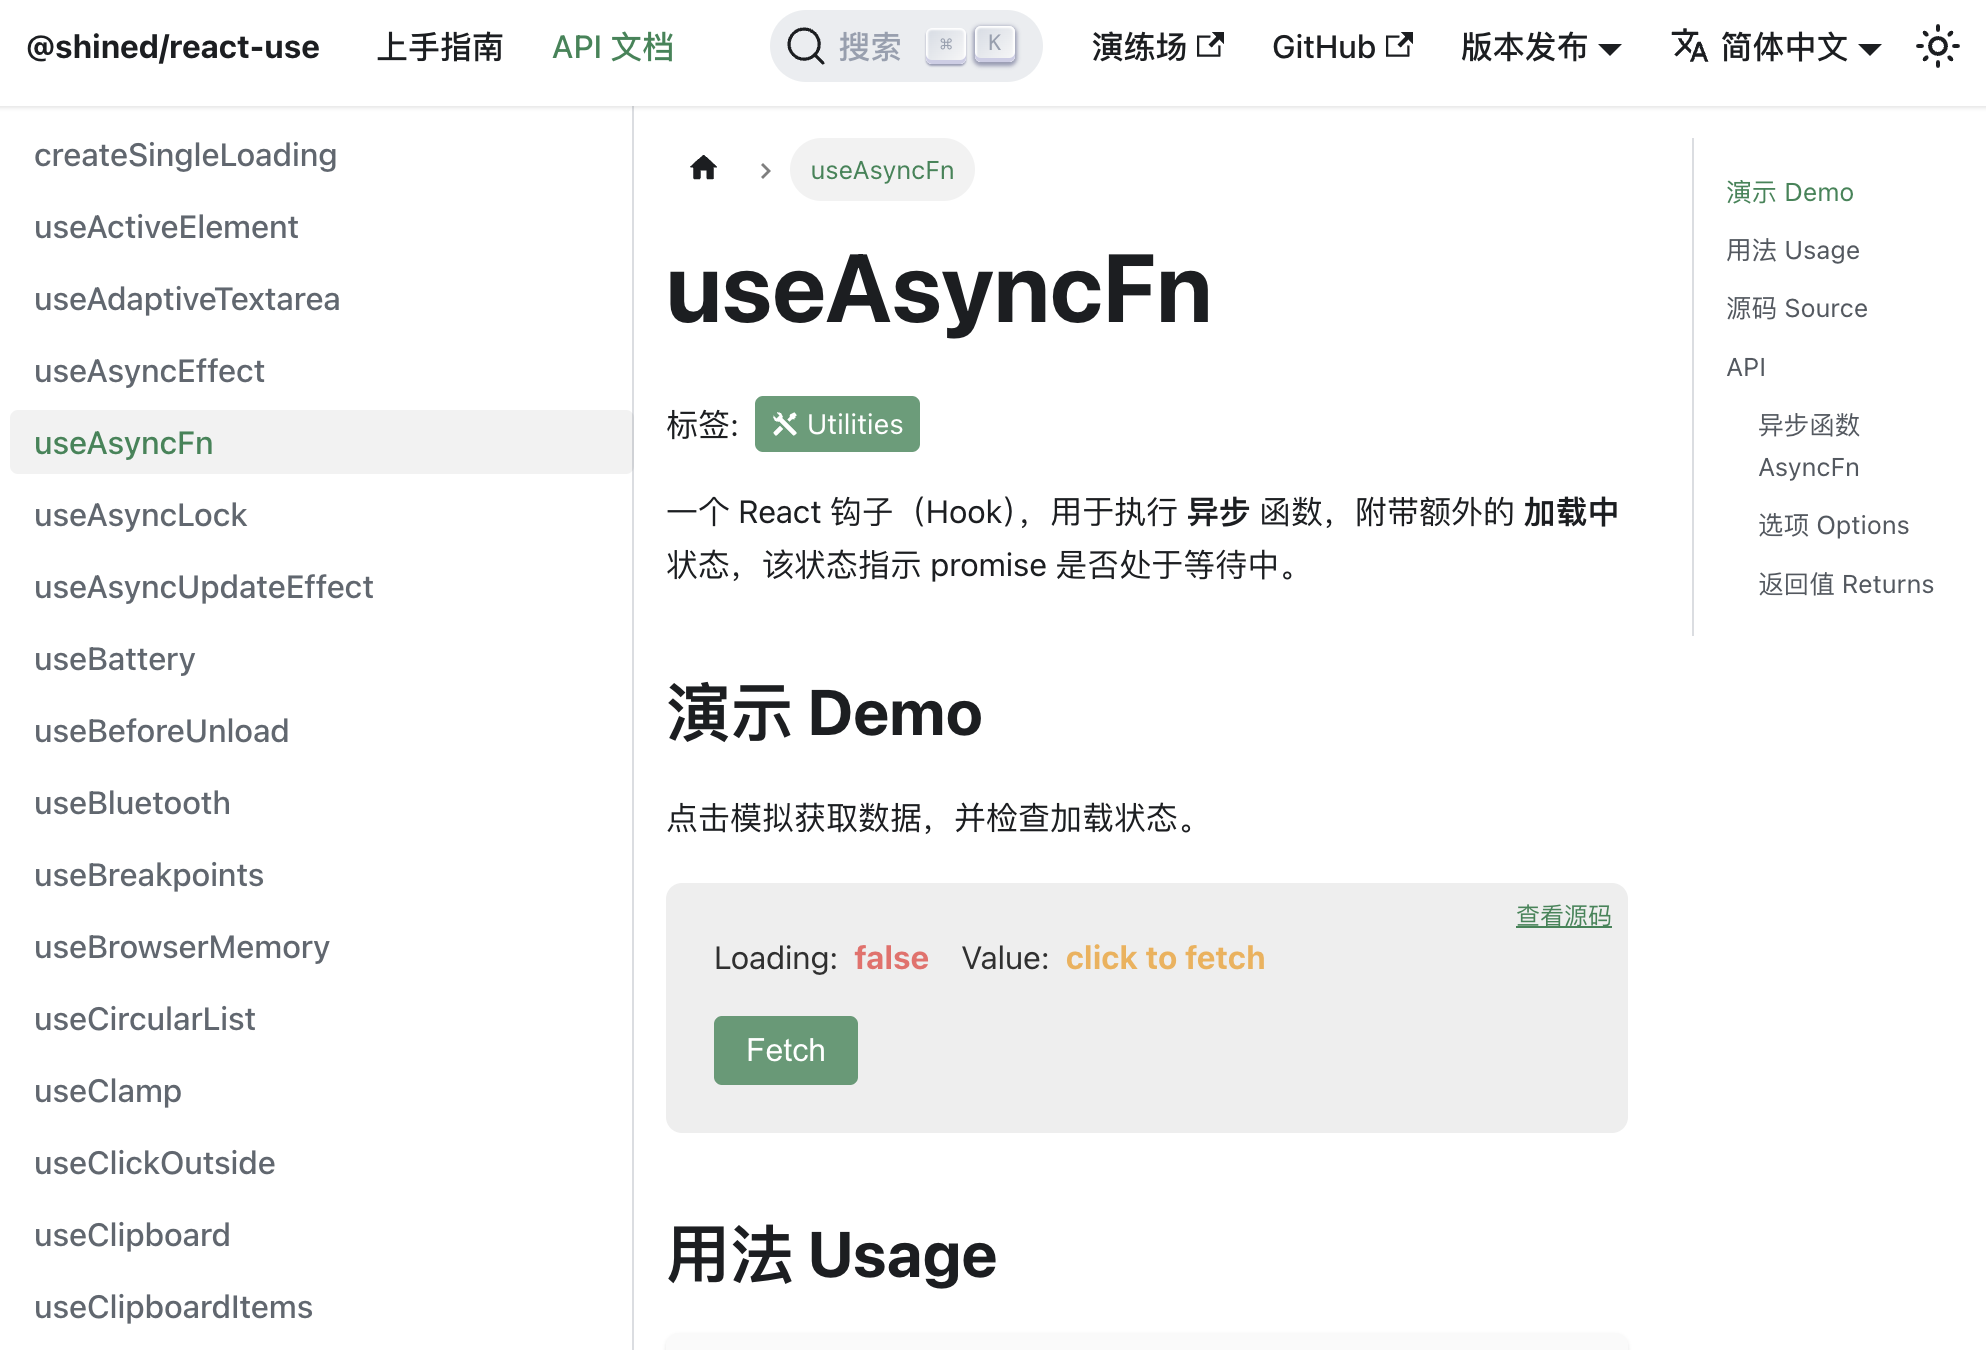 @shined/react-use 上手指南 API 文档 搜索 ⌘ K 演练场 GitHub 版本发布 简体中文
createSingleLoading
useActiveElement
useAdaptiveTextarea
useAsyncEffect
useAsyncFn
useAsyncLock
useAsyncUpdateEffect
useBattery
useBeforeUnload
useBluetooth
useBreakpoints
useBrowserMemory
useCircularList
useClamp
useClickOutside
useClipboard
useClipboardItems
useAsyncFn
useAsyncFn
标签: Utilities
一个 React 钩子（Hook），用于执行 异步 函数，附带额外的 加载中
状态，该状态指示 promise 是否处于等待中。
演示 Demo
点击模拟获取数据，并检查加载状态。
查看源码
Loading: false Value: click to fetch
Fetch
用法 Usage
演示 Demo
用法 Usage
源码 Source
API
异步函数
AsyncFn
选项 Options
返回值 Returns